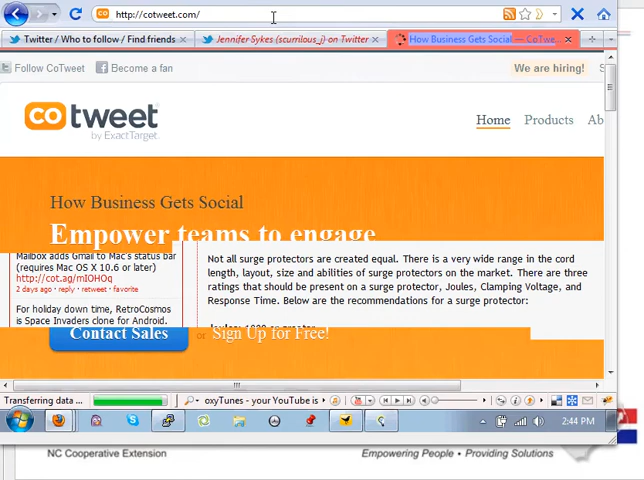 http://cotweet.com/
Twitter / Who to follow / Find friends
Jennifer Sykes (scurrilous_j) on Twitter
How Business Gets Social — CoTwe...
Follow CoTweet
Become a fan
We are hiring!
S
co tweet
by ExactTarget
Home
Products
Ab
How Business Gets Social
Empower teams to engage
Mailbox adds Gmail to Mac's status bar
(requires Mac OS X 10.6 or later)
http://cot.ag/mIOHOq
2 days ago • reply • retweet • favorite
For holiday down time, RetroCosmos
is Space Invaders clone for Android.
Not all surge protectors are created equal. There is a very wide range in the cord
length, layout, size and abilities of surge protectors on the market. There are three
ratings that should be present on a surge protector, Joules, Clamping Voltage, and
Response Time. Below are the recommendations for a surge protector:
Contact Sales
or
Sign Up for Free!
Transferring data ...
oxyTunes - your YouTube is
2:44 PM
NC Cooperative Extension
Empowering People • Providing Solutions